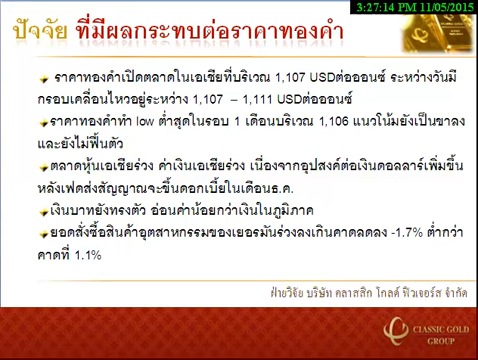 3:27:14 PM 11/05/2015
ปัจจัย ที่มีผลกระทบต่อราคาทองคำ
ราคาทองคำเปิดตลาดในเอเชียที่บริเวณ 1,107 USDต่อออนซ์ ระหว่างวันมี
กรอบเคลื่อนไหวอยู่ระหว่าง 1,107 – 1,111 USDต่อออนซ์
ราคาทองคำทำ low ต่ำสุดในรอบ 1 เดือนบริเวณ 1,106 แนวโน้มยังเป็นขาลง
และยังไม่ฟื้นตัว
ตลาดหุ้นเอเชียร่วง ค่าเงินเอเชียร่วง เนื่องจากอุปสงค์ต่อเงินดอลลาร์เพิ่มขึ้น
หลังเฟดส่งสัญญาณจะขึ้นดอกเบี้ยในเดือนธ.ค.
เงินบาทยังทรงตัว อ่อนค่าน้อยกว่าเงินในภูมิภาค
ยอดสั่งซื้อสินค้าอุตสาหกรรมของเยอรมันร่วงลงเกินคาดลดลง -1.7% ต่ำกว่า
คาดที่ 1.1%
ฝ่ายวิจัย บริษัท คลาสสิก โกลด์ ฟิวเจอร์ส จำกัด
CLASSIC GOLD
GROUP